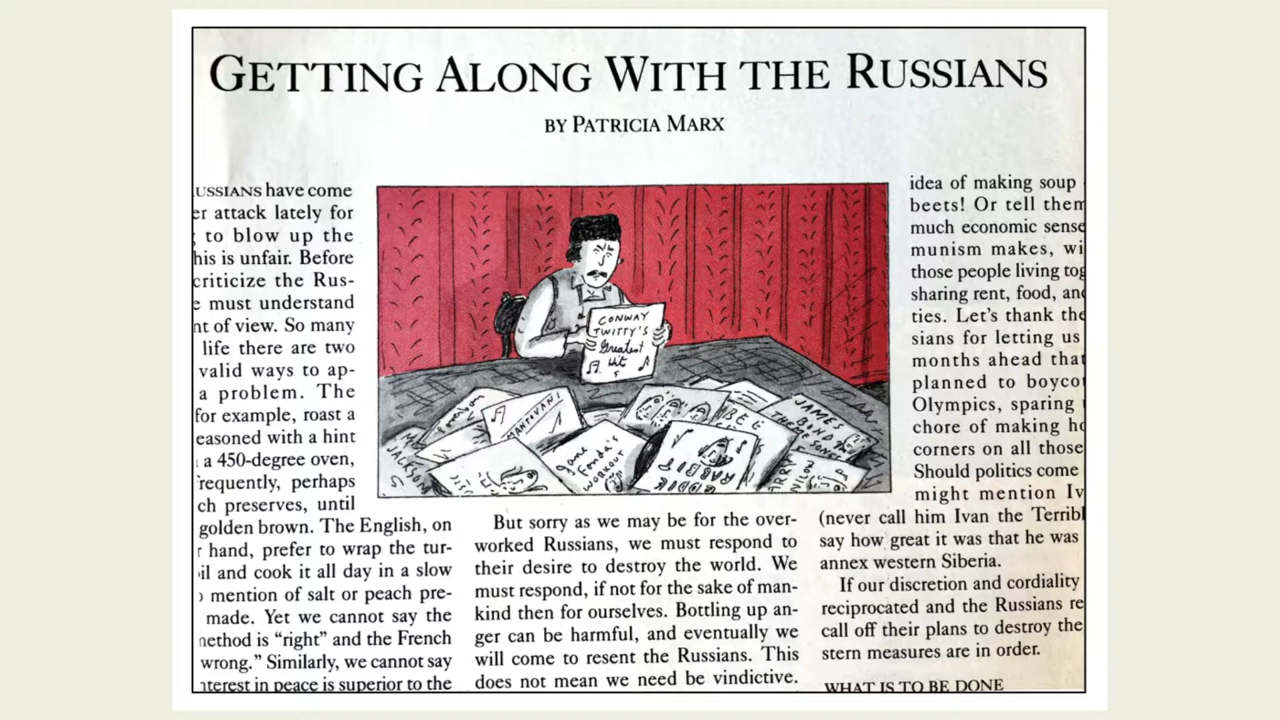 GETTING ALONG WITH THE RUSSIANS
BY PATRICIA MARX
USSIANS have come
er attack lately for
to blow up the
his is unfair. Before
criticize the Rus-
e must understand
nt of view. So many
life there are two
valid ways to ap-
a problem. The
for example, roast a
easoned with a hint
a 450-degree oven,
requently, perhaps
ch preserves, until
golden brown. The English, on
r hand, prefer to wrap the tur-
il and cook it all day in a slow
mention of salt or peach pre-
made. Yet we cannot say the
method is “right” and the French
wrong.” Similarly, we cannot say
nterest in peace is superior to the
CONWAY
TWITTY'S
Greatest
Hit
s
MANTOVANI
JACKSON
Jane
Fonda's
WORKOUT
EDDIE
RABBIT
BEE
JAMES
BOND
THEME
SONGS
But sorry as we may be for the over-
worked Russians, we must respond to
their desire to destroy the world. We
must respond, if not for the sake of man-
kind then for ourselves. Bottling up an-
ger can be harmful, and eventually we
will come to resent the Russians. This
does not mean we need be vindictive.
idea of making soup
beets! Or tell them
much economic sense
munism makes, wi
those people living tog
sharing rent, food, and
ties. Let’s thank the
sians for letting us
months ahead that
planned to boycot
Olympics, sparing
chore of making ho
corners on all those
Should politics come
might mention Iv
(never call him Ivan the Terribl
say how great it was that he was
annex western Siberia.
If our discretion and cordiality
reciprocated and the Russians re
call off their plans to destroy the
stern measures are in order.
WHAT IS TO BE DONE